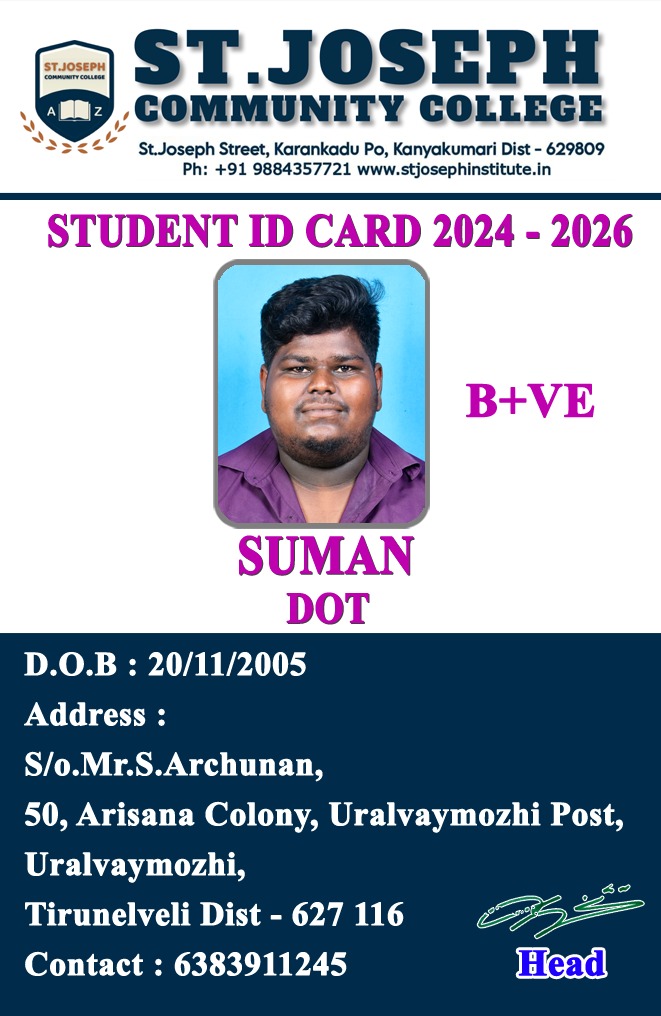 ST.JOSEPH
COMMUNITY COLLEGE
A Z
ST.JOSEPH
COMMUNITY COLLEGE
St.Joseph Street, Karankadu Po, Kanyakumari Dist - 629809
Ph: +91 9884357721 www.stjosephinstitute.in
STUDENT ID CARD 2024 - 2026
B+VE
SUMAN
DOT
D.O.B : 20/11/2005
Address :
S/o.Mr.S.Archunan,
50, Arisana Colony, Uralvaymozhi Post,
Uralvaymozhi,
Tirunelveli Dist - 627 116
Contact : 6383911245
Head